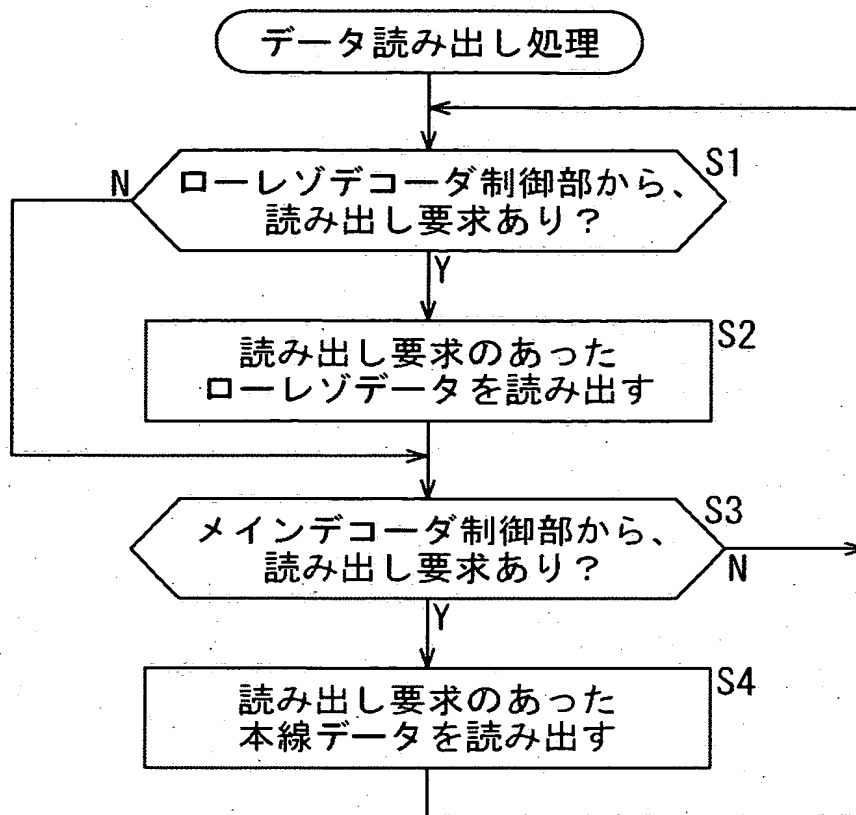 データ読み出し処理
S1
N
ローレゾデコーダ制御部から、
読み出し要求あり？
Y
S2
読み出し要求のあった
ローレゾデータを読み出す
S3
メインデコーダ制御部から、
読み出し要求あり？
N
Y
S4
読み出し要求のあった
本線データを読み出す